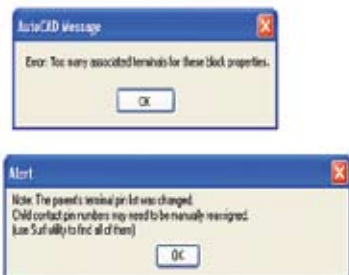 AutoCAD Message
Error: Too many associated terminals for these block properties.
OK
Alert
Note: The parent's terminal pin list was changed.
Child contact pin numbers may need to be manually reassigned.
(use Surf utility to find all of them)
OK